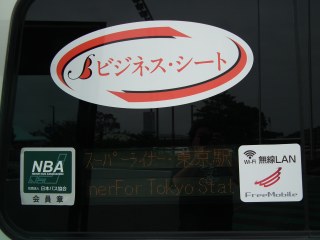 ビジネス・シート
スーパーライナー:東京駅
nerFor Tokyo Stat
NBA
日本バス協会
会員章
Wi-Fi 無線LAN
FreeMobile